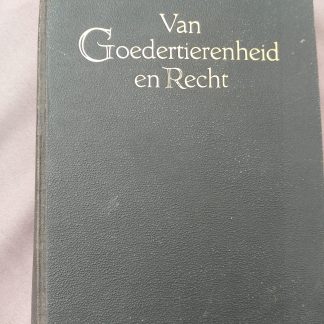 Van
Goedertierenheid
en Recht